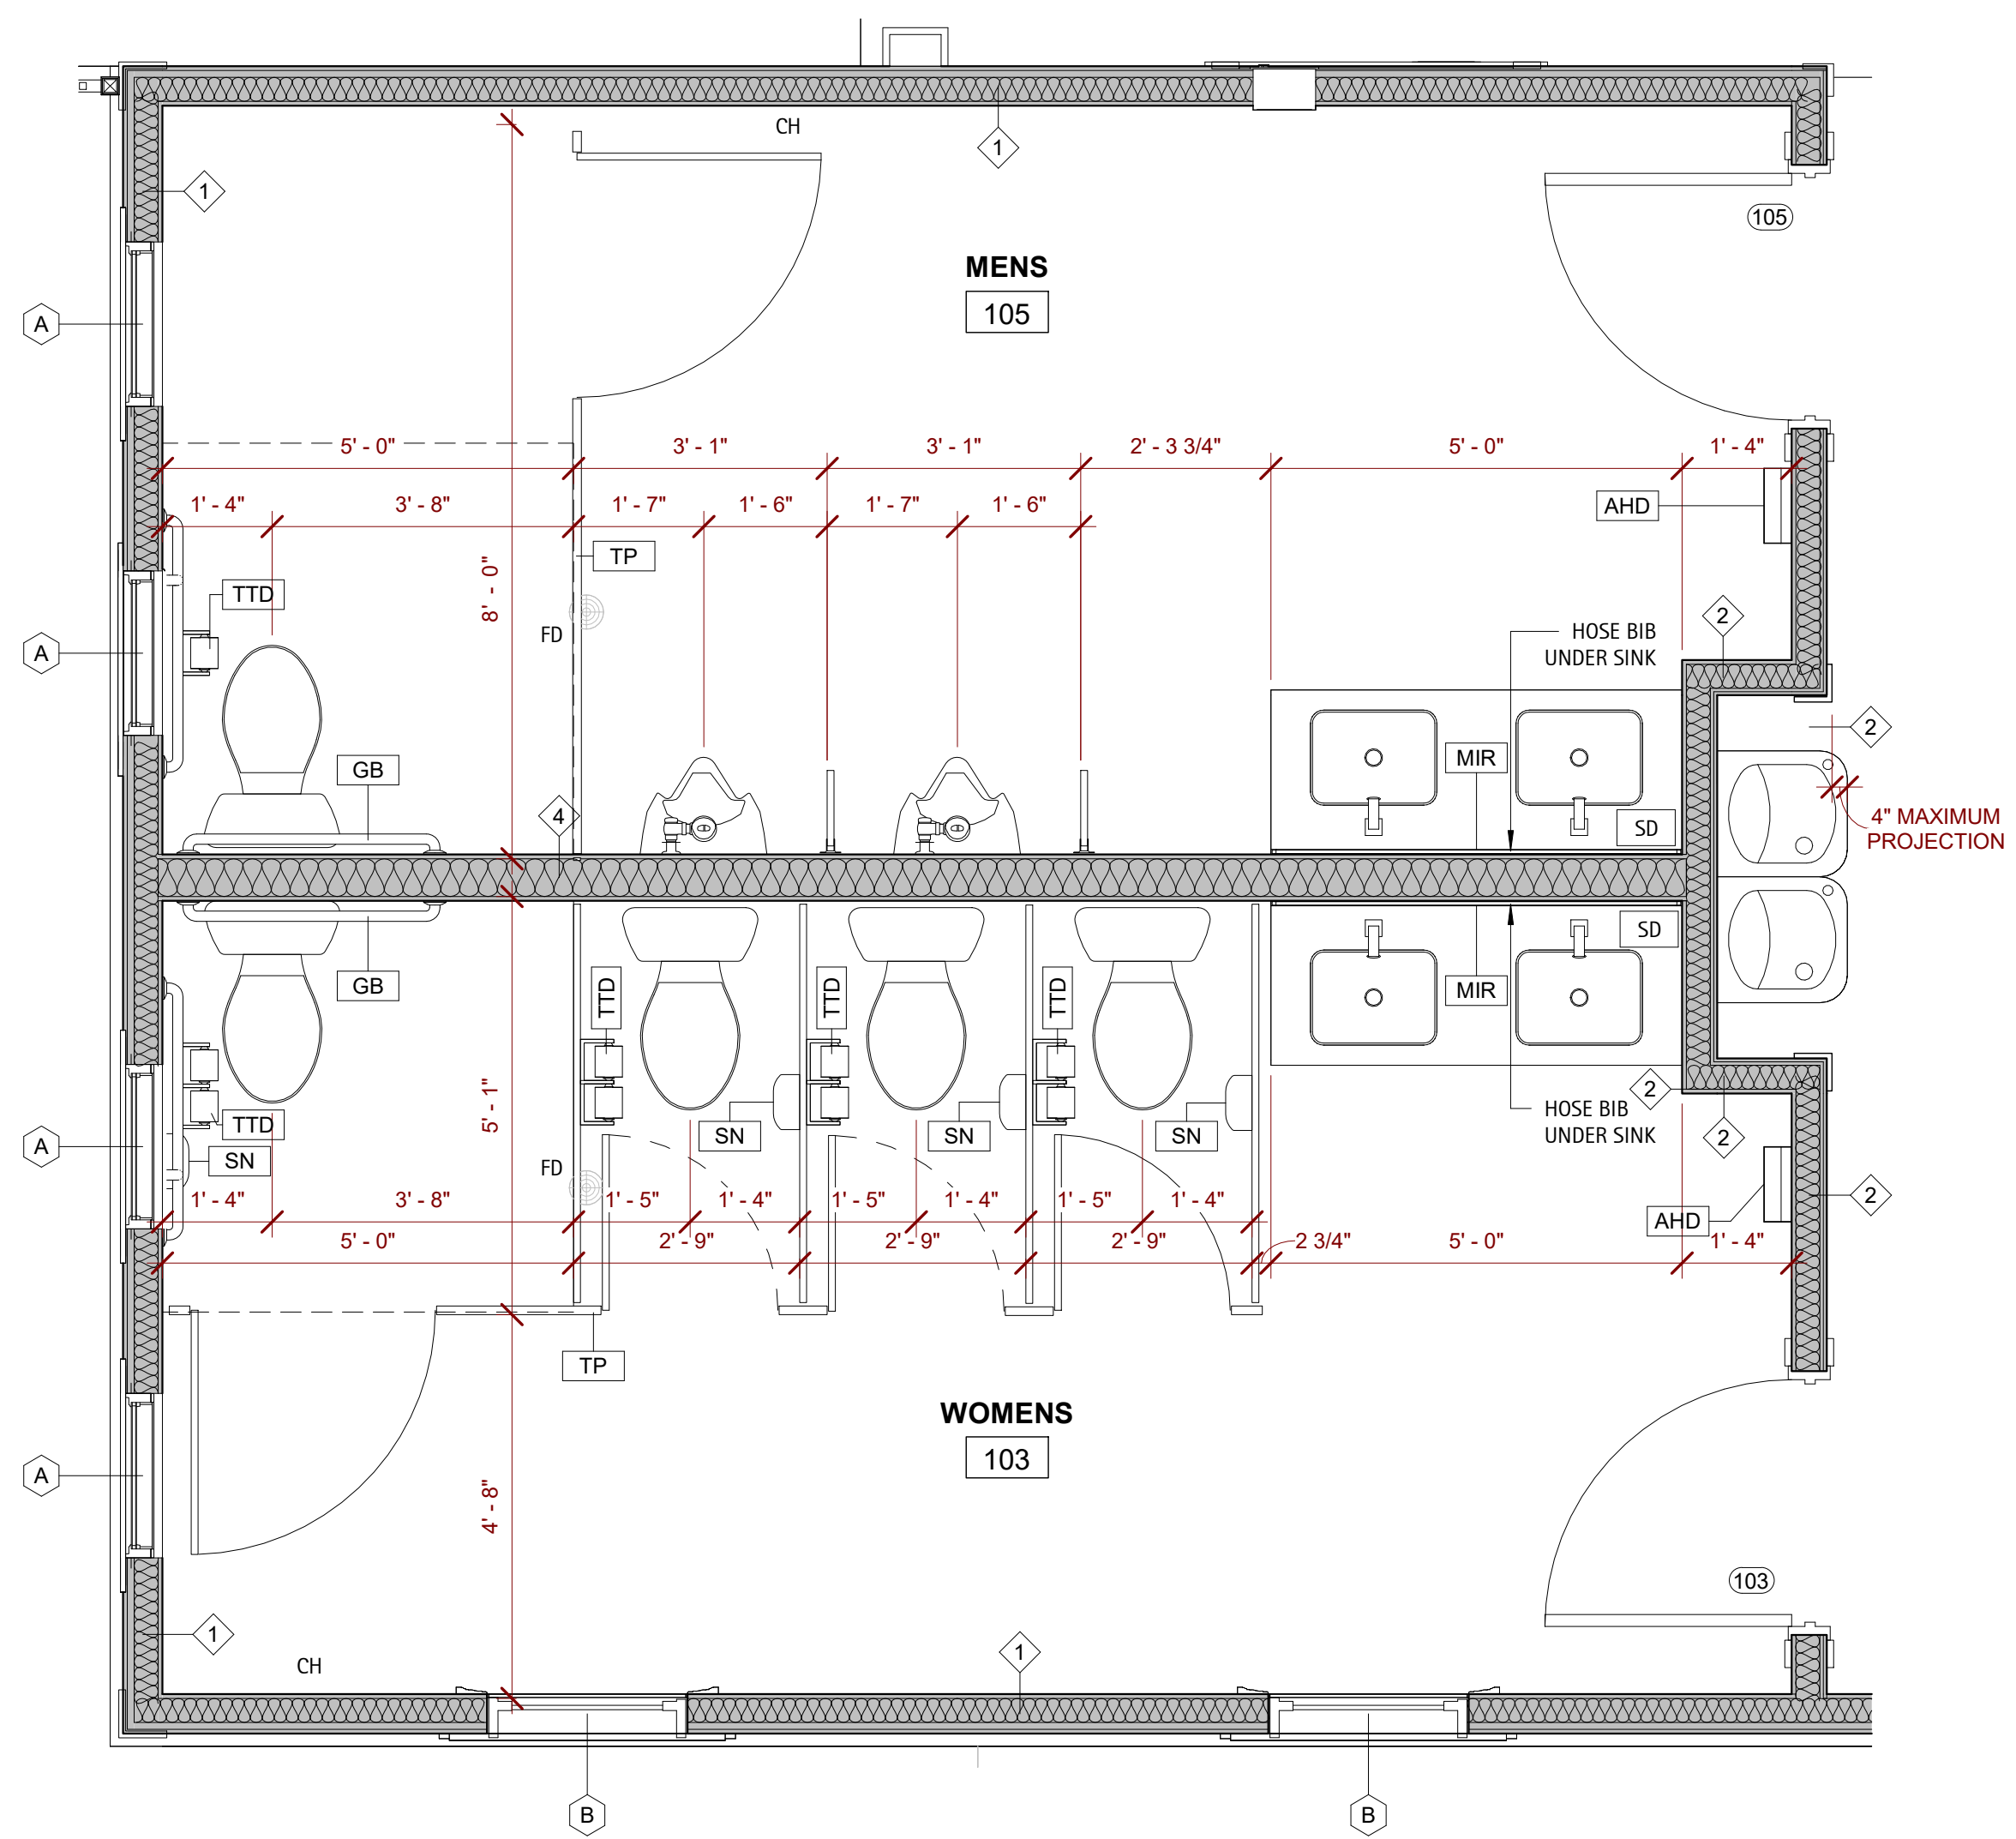 CH
1
1
105
MENS
105
A
5' - 0"
3' - 1"
3' - 1"
2' - 3 3/4"
5' - 0"
1' - 4"
1' - 4"
3' - 8"
1' - 7"
1' - 6"
1' - 7"
1' - 6"
AHD
TP
8' - 0"
TTD
FD
A
HOSE BIB
UNDER SINK
2
2
GB
MIR
4
SD
4" MAXIMUM
PROJECTION
GB
TTD
TTD
TTD
MIR
SD
5' - 1"
2
HOSE BIB
UNDER SINK
2
TTD
SN
SN
SN
A
SN
FD
2
1' - 4"
3' - 8"
1' - 5"
1' - 4"
1' - 5"
1' - 4"
1' - 5"
1' - 4"
AHD
5' - 0"
2' - 9"
2' - 9"
2' - 9"
2 3/4"
5' - 0"
1' - 4"
TP
WOMENS
103
A
4' - 8"
103
1
1
CH
B
B